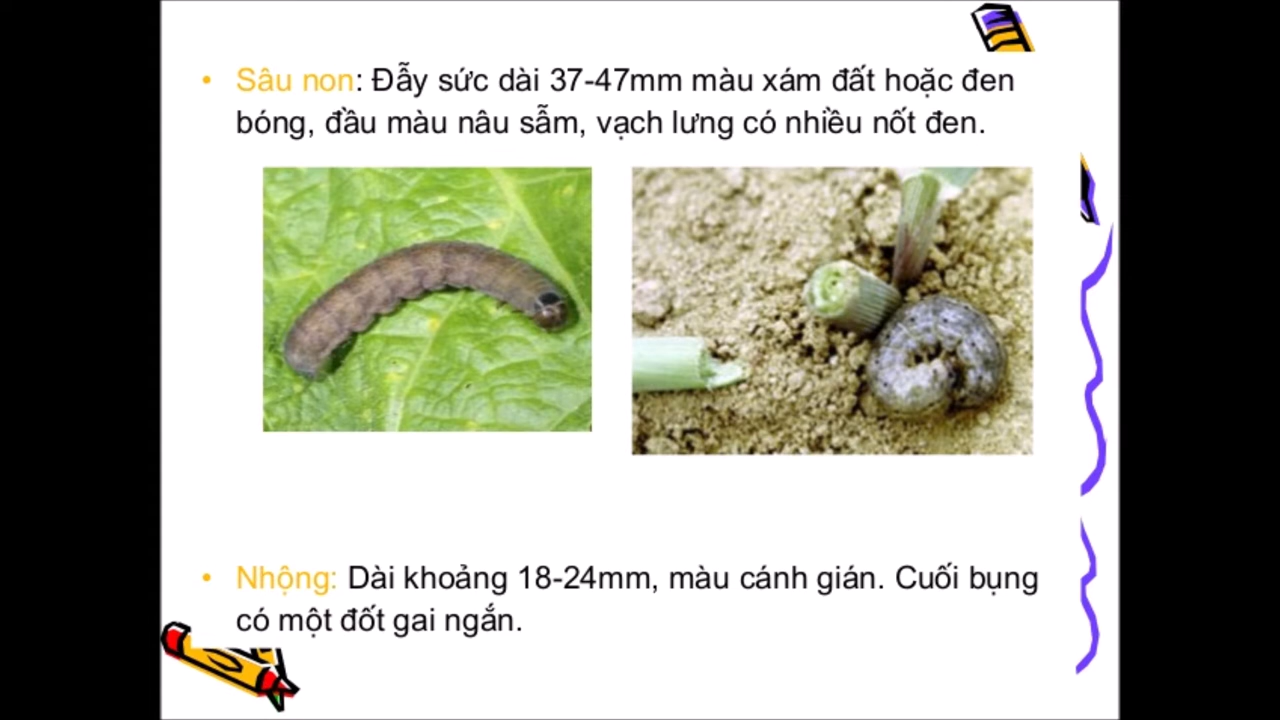 • Sâu non: Đẫy sức dài 37-47mm màu xám đất hoặc đen
bóng, đầu màu nâu sẫm, vạch lưng có nhiều nốt đen.
• Nhộng: Dài khoảng 18-24mm, màu cánh gián. Cuối bụng
có một đốt gai ngắn.